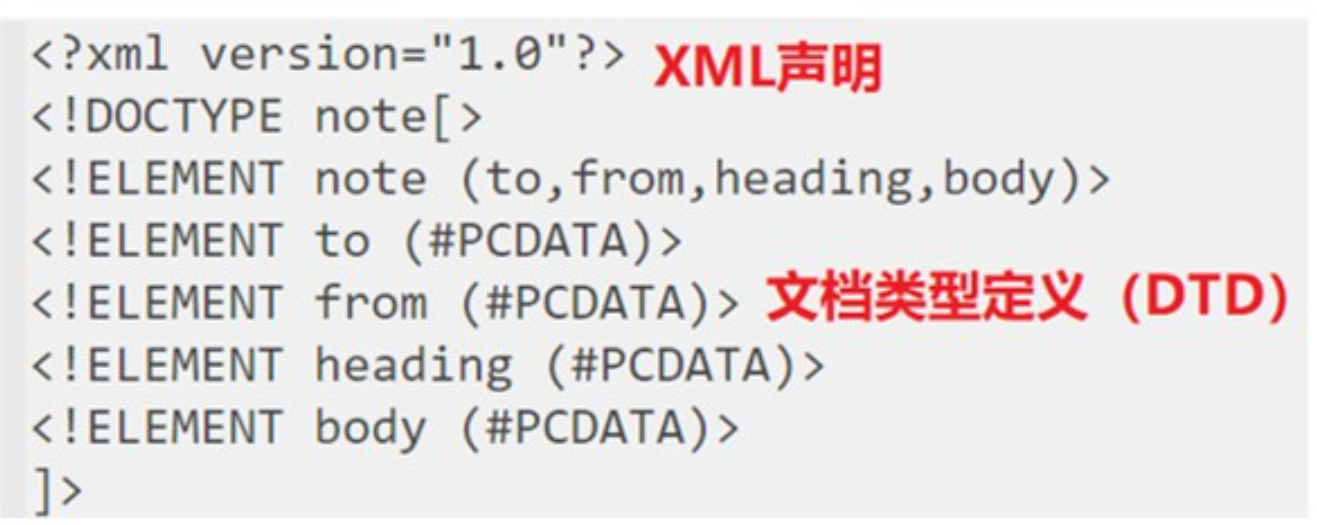 <?xml version="1.0"?> XML声明
<!DOCTYPE note[>
<!ELEMENT note (to,from,heading,body)>
<!ELEMENT to (#PCDATA)>
<!ELEMENT from (#PCDATA)> 文档类型定义（DTD）
<!ELEMENT heading (#PCDATA)>
<!ELEMENT body (#PCDATA)>
]>